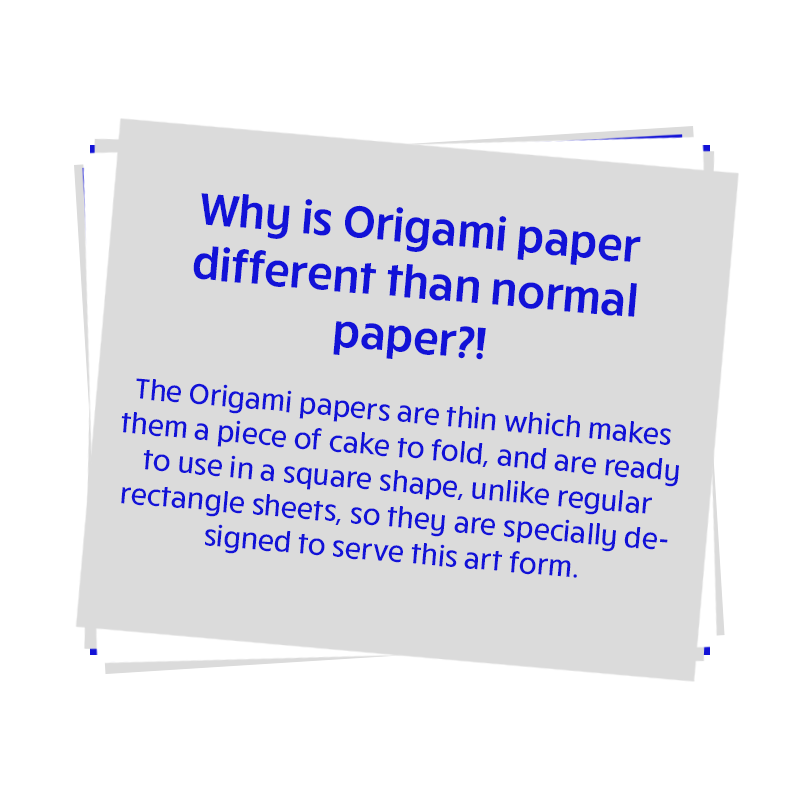 Why is Origami paper
different than normal
paper?!
The Origami papers are thin which makes
them a piece of cake to fold, and are ready
to use in a square shape, unlike regular
rectangle sheets, so they are specially de-
signed to serve this art form.